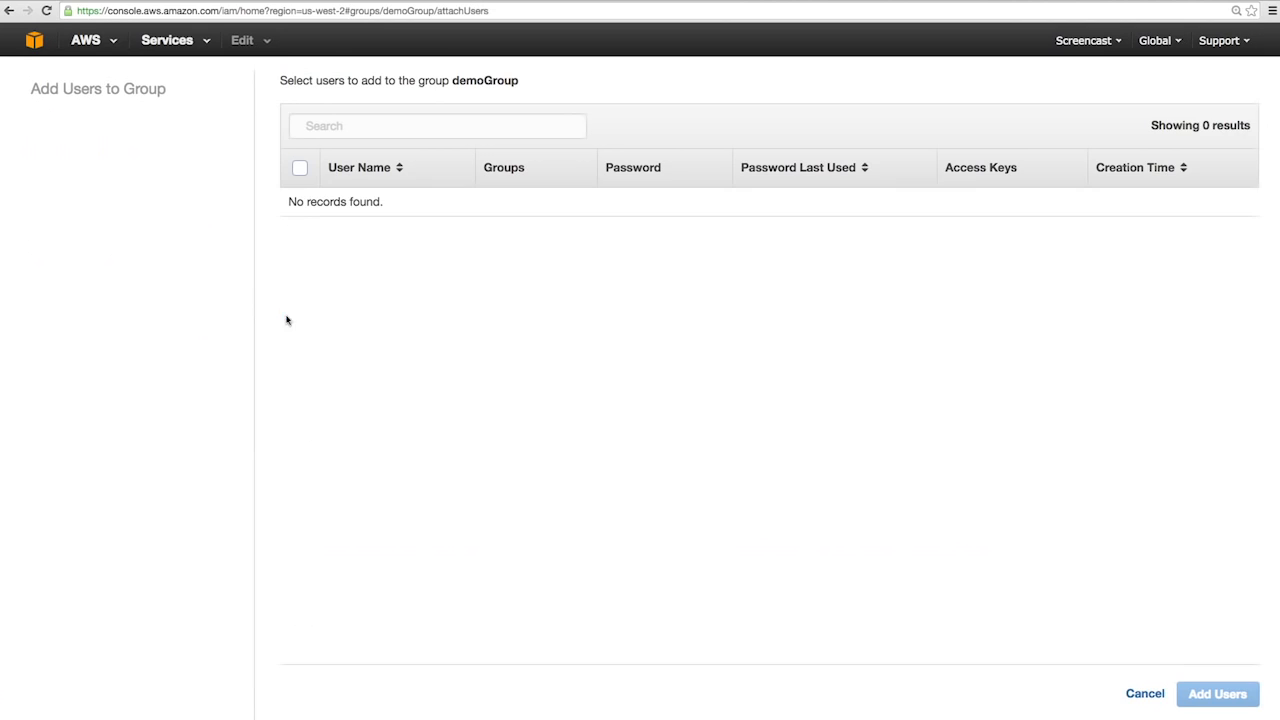 https://console.aws.amazon.com/iam/home?region=us-west-2#groups/demoGroup/attachUsers
AWS Services Edit Screencast Global Support
Add Users to Group
Select users to add to the group demoGroup
Search
Showing 0 results
User Name Groups Password Password Last Used Access Keys Creation Time
No records found.
Cancel Add Users